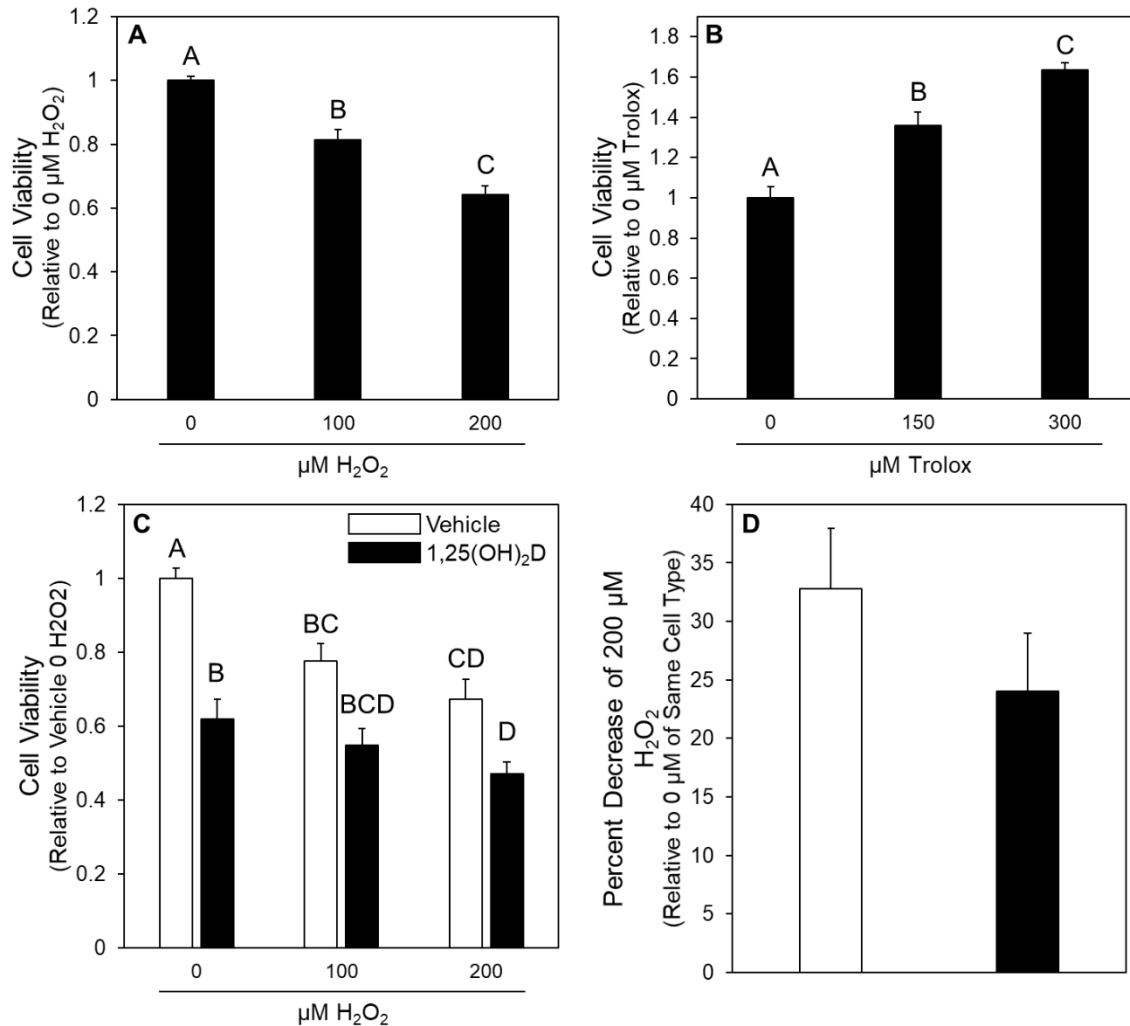 A
Cell Viability
(Relative to 0 µM H₂O₂)
1.2
1
0.8
0.6
0.4
0.2
0
A
B
C
0
100
200
µM H₂O₂
B
Cell Viability
(Relative to 0 µM Trolox)
1.8
1.6
1.4
1.2
1
0.8
0.6
0.4
0.2
0
A
B
C
0
150
300
µM Trolox
C
Vehicle
1,25(OH)₂D
Cell Viability
(Relative to Vehicle 0 H2O2)
1.2
1
0.8
0.6
0.4
0.2
0
A
B
BC
BCD
CD
D
0
100
200
µM H₂O₂
D
Percent Decrease of 200 µM
H₂O₂
(Relative to 0 µM of Same Cell Type)
40
35
30
25
20
15
10
5
0